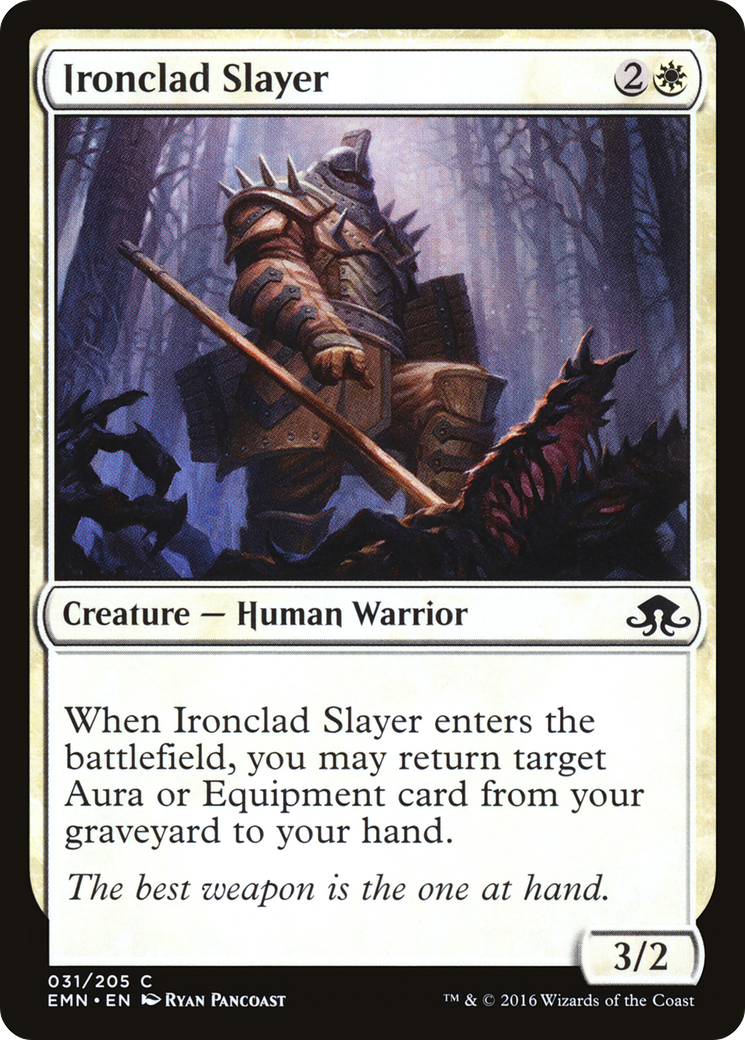 Ironclad Slayer 2
Creature — Human Warrior
When Ironclad Slayer enters the
battlefield, you may return target
Aura or Equipment card from your
graveyard to your hand.
The best weapon is the one at hand.
3/2
031/205 C
EMN • EN Ryan Pancoast
™ & © 2016 Wizards of the Coast